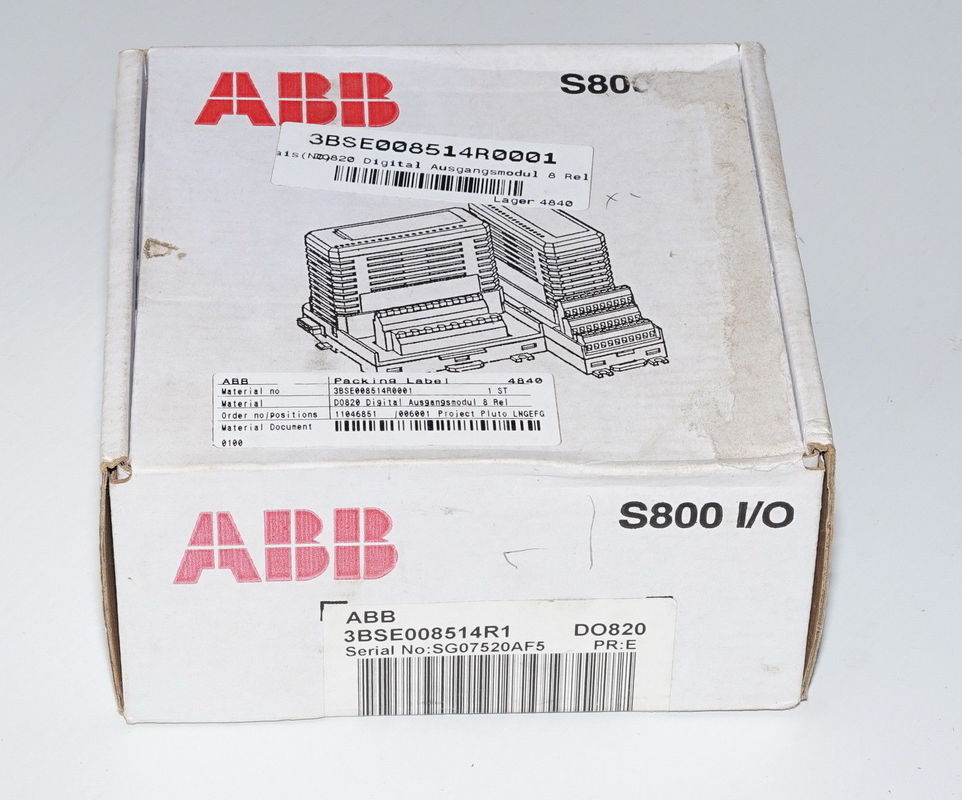 ABB
S800
3BSE008514R0001
DO820 Digital Ausgangsmodul 8 Rel
Lager 4840
ABB Packing Label 4840
Material no 3BSE008514R0001 1 ST
Material DO820 Digital Ausgangsmodul 8 Rel
Order no/positions 11046851 /006001 Project Pluto LNGEFG
Material Document
0100
ABB
S800 I/O
ABB
3BSE008514R1 DO820
Serial No:SG07520AF5 PR:E